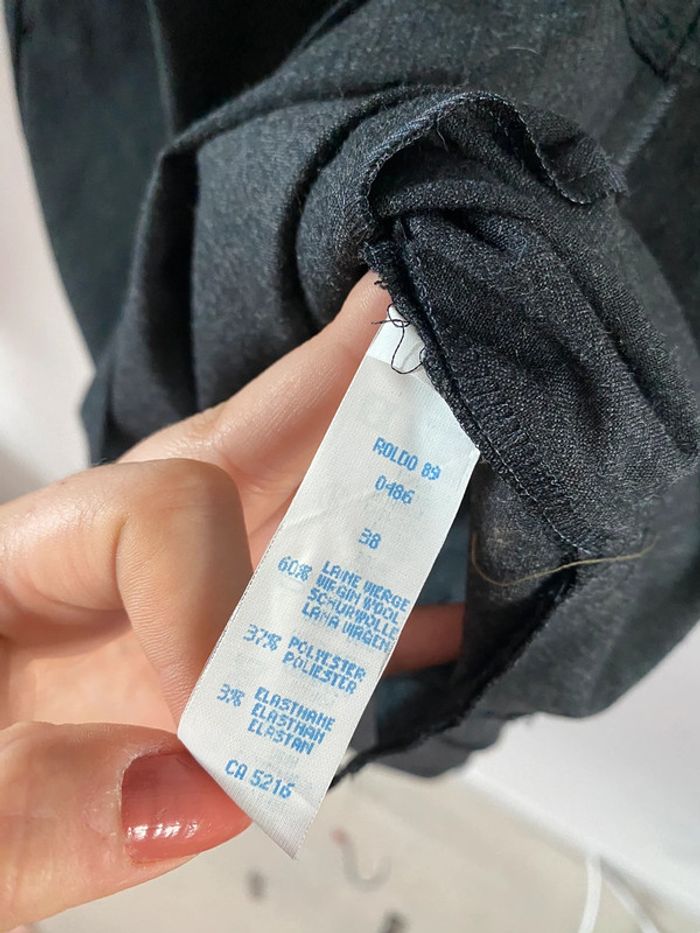 ROLDO 89
0486
38
60% LAINE VIERGE
VIRGIN WOOL
SCHURWOLLE
LANA VIRGEN
37% POLYESTER
POLIESTER
3% ELASTHANE
ELASTHAN
ELASTAN
CA 5216